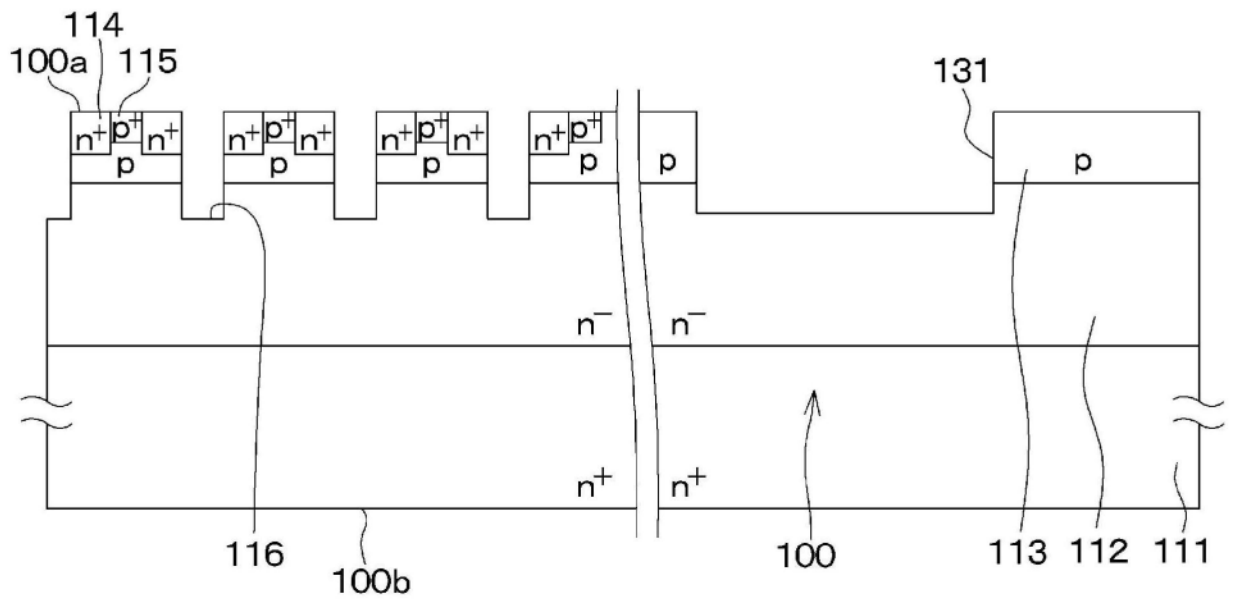 114
100a 115 131
n⁺ p⁺ n⁺ n⁺ p⁺ n⁺ n⁺ p⁺ n⁺ n⁺ p⁺
p p p p p p
n⁻ n⁻
n⁺ n⁺
116 100b 100 113 112 111